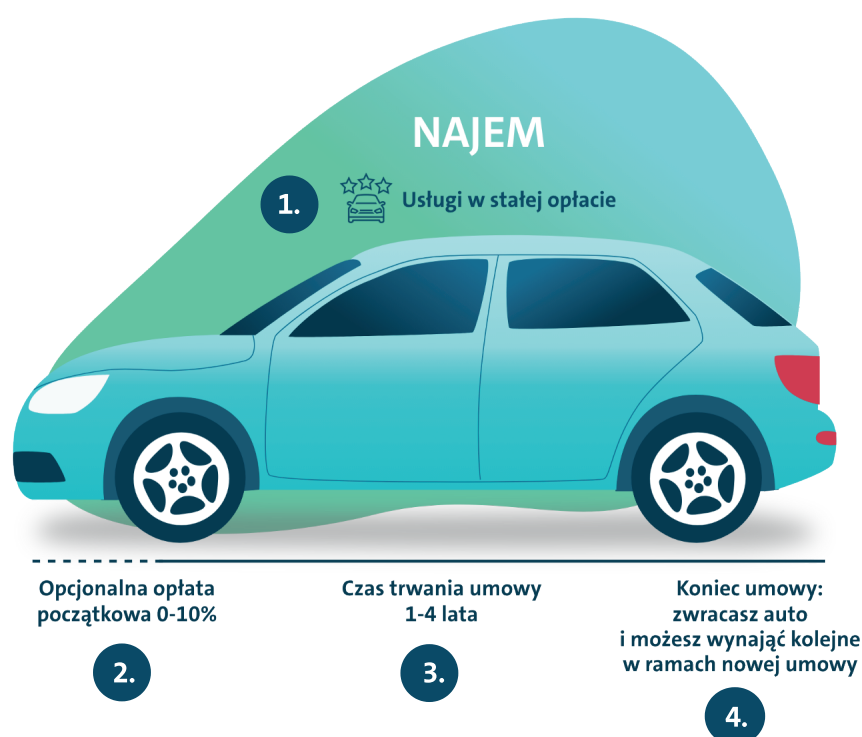 NAJEM
1.
Usługi w stałej opłacie
Opcjonalna opłata
początkowa 0-10%
2.
Czas trwania umowy
1-4 lata
3.
Koniec umowy:
zwracasz auto
i możesz wynająć kolejne
w ramach nowej umowy
4.